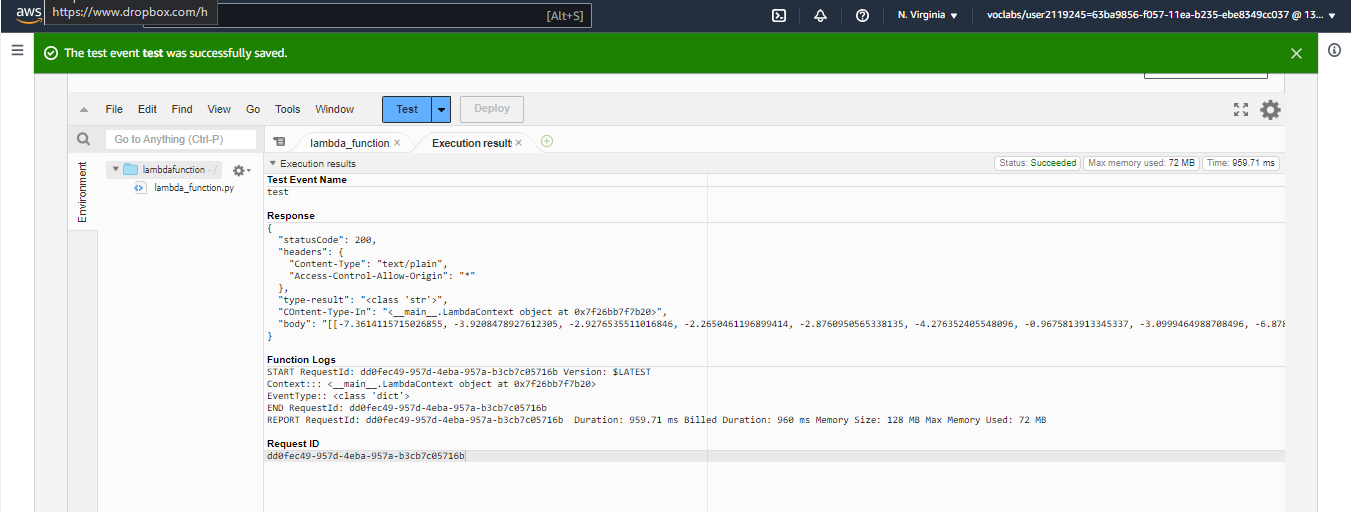 https://www.dropbox.com/h
aws
[Alt+S]
N. Virginia
voclabs/user2119245=63ba9856-f057-11ea-b235-ebe8349cc037 @ 13...
The test event test was successfully saved.
File Edit Find View Go Tools Window Test Deploy
Go to Anything (Ctrl-P)
lambda_function.
Execution results
Environment
Execution results
Status: Succeeded
Max memory used: 72 MB
Time: 959.71 ms
lambdafunction - /
lambda_function.py
Test Event Name
test
Response
{
"statusCode": 200,
"headers": {
"Content-Type": "text/plain",
"Access-Control-Allow-Origin": "*"
},
"type-result": "<class 'str'>",
"COntent-Type-In": "<__main__.LambdaContext object at 0x7f26bb7f7b20>",
"body": "[[-7.3614115715026855, -3.9208478927612305, -2.9276535511016846, -2.2650461196899414, -2.8760950565338135, -4.276352405548096, -0.9675813913345337, -3.0999464988708496, -6.878
}
Function Logs
START RequestId: dd0fec49-957d-4eba-957a-b3cb7c05716b Version: $LATEST
Context::: <__main__.LambdaContext object at 0x7f26bb7f7b20>
EventType:: <class 'dict'>
END RequestId: dd0fec49-957d-4eba-957a-b3cb7c05716b
REPORT RequestId: dd0fec49-957d-4eba-957a-b3cb7c05716b Duration: 959.71 ms Billed Duration: 960 ms Memory Size: 128 MB Max Memory Used: 72 MB
Request ID
dd0fec49-957d-4eba-957a-b3cb7c05716b